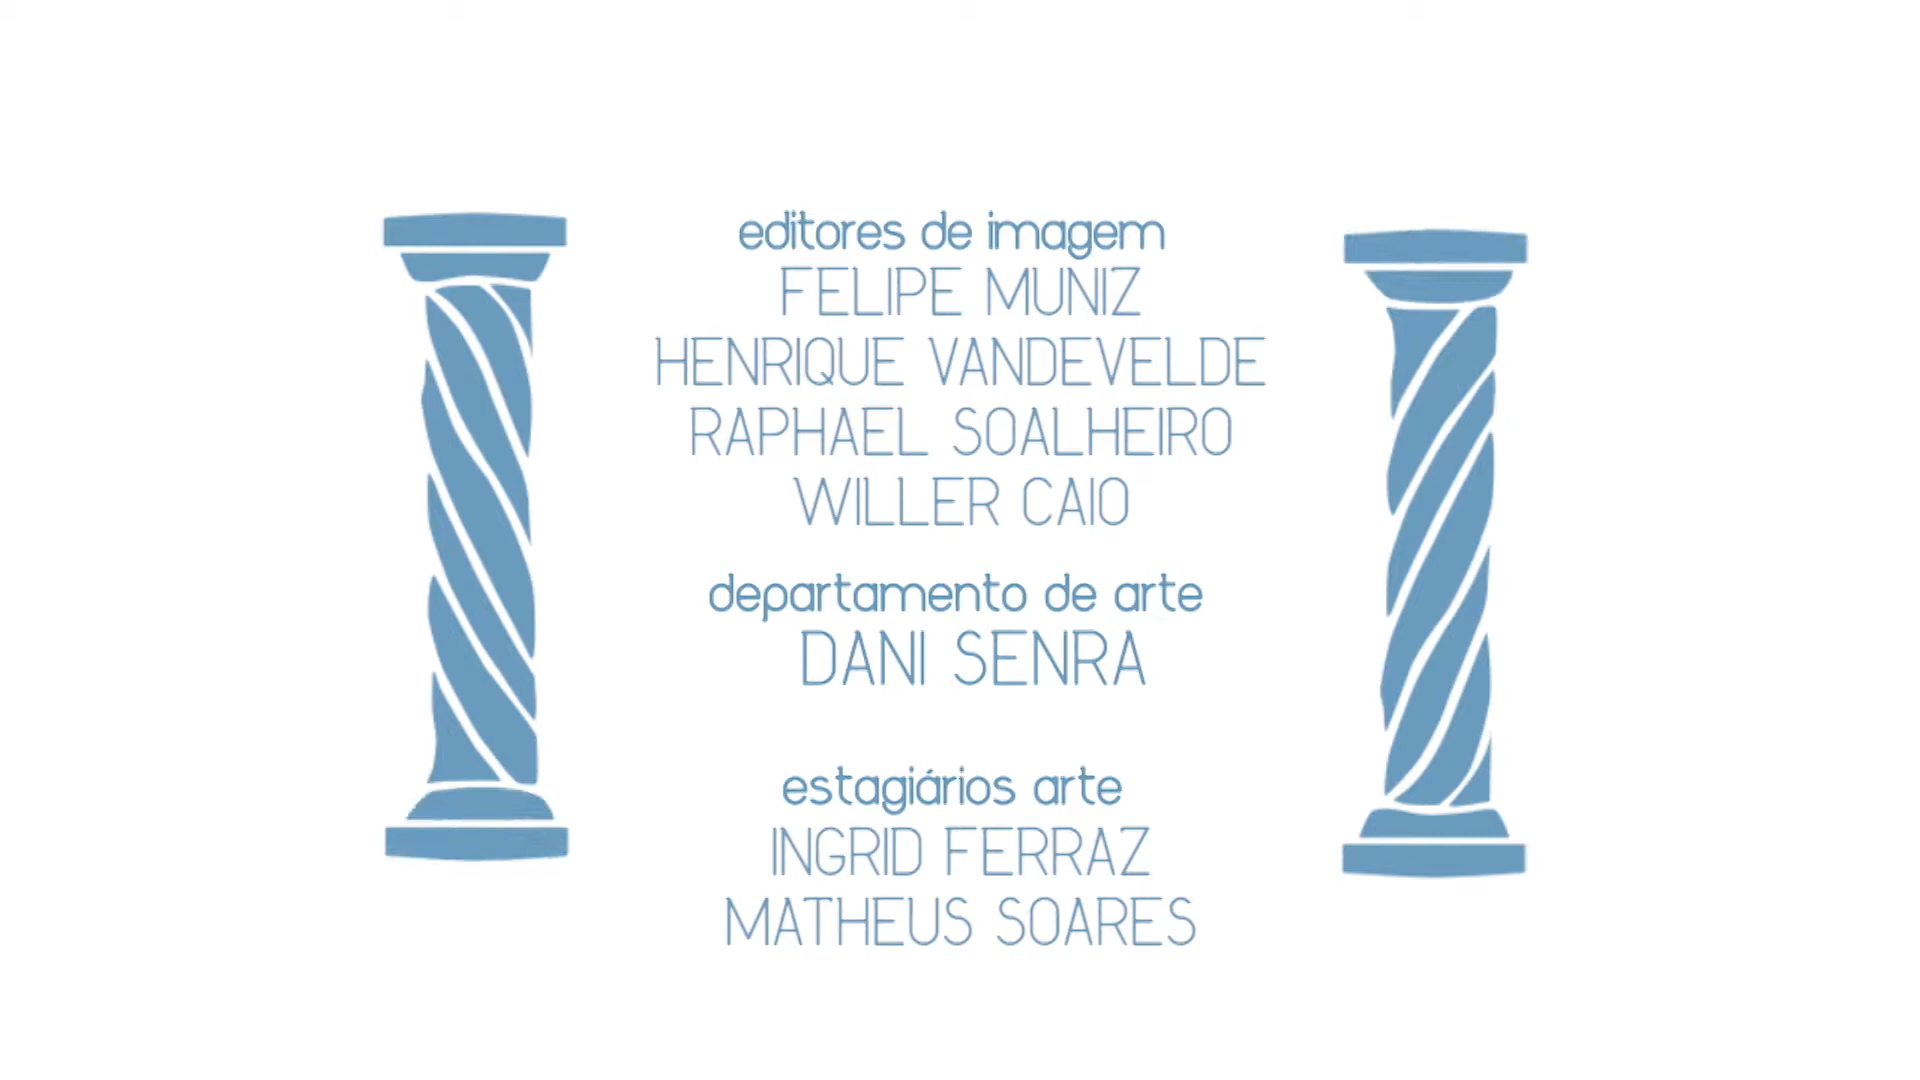 editores de imagem
FELIPE MUNIZ
HENRIQUE VANDEVELDE
RAPHAEL SOALHEIRO
WILLER CAIO
departamento de arte
DANI SENRA
estagiários arte
INGRID FERRAZ
MATHEUS SOARES